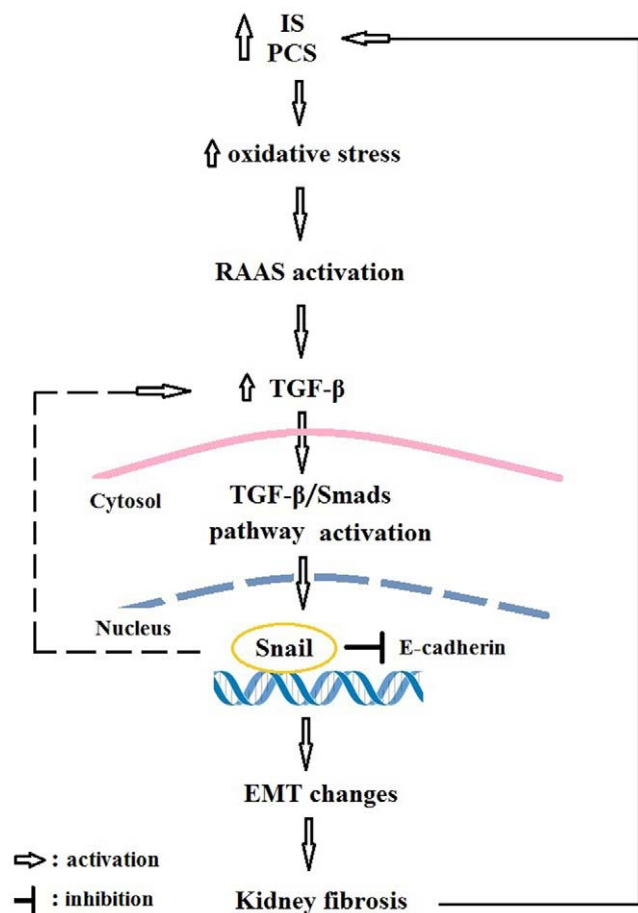 IS
PCS
oxidative stress
RAAS activation
TGF-β
Cytosol
TGF-β/Smads
pathway activation
Nucleus
Snail
E-cadherin
EMT changes
: activation
: inhibition
Kidney fibrosis